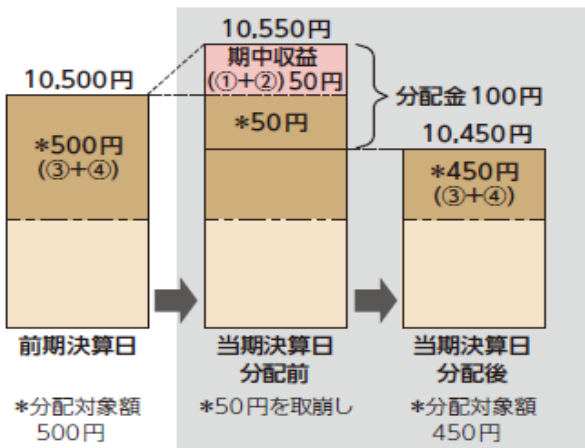 10,550円
期中収益
(①+②)50円
10,500円
分配金100円
*500円
(③+④)
*50円
10,450円
*450円
(③+④)
前期決算日
当期決算日
分配前
当期決算日
分配後
*分配対象額
500円
*50円を取崩し
*分配対象額
450円